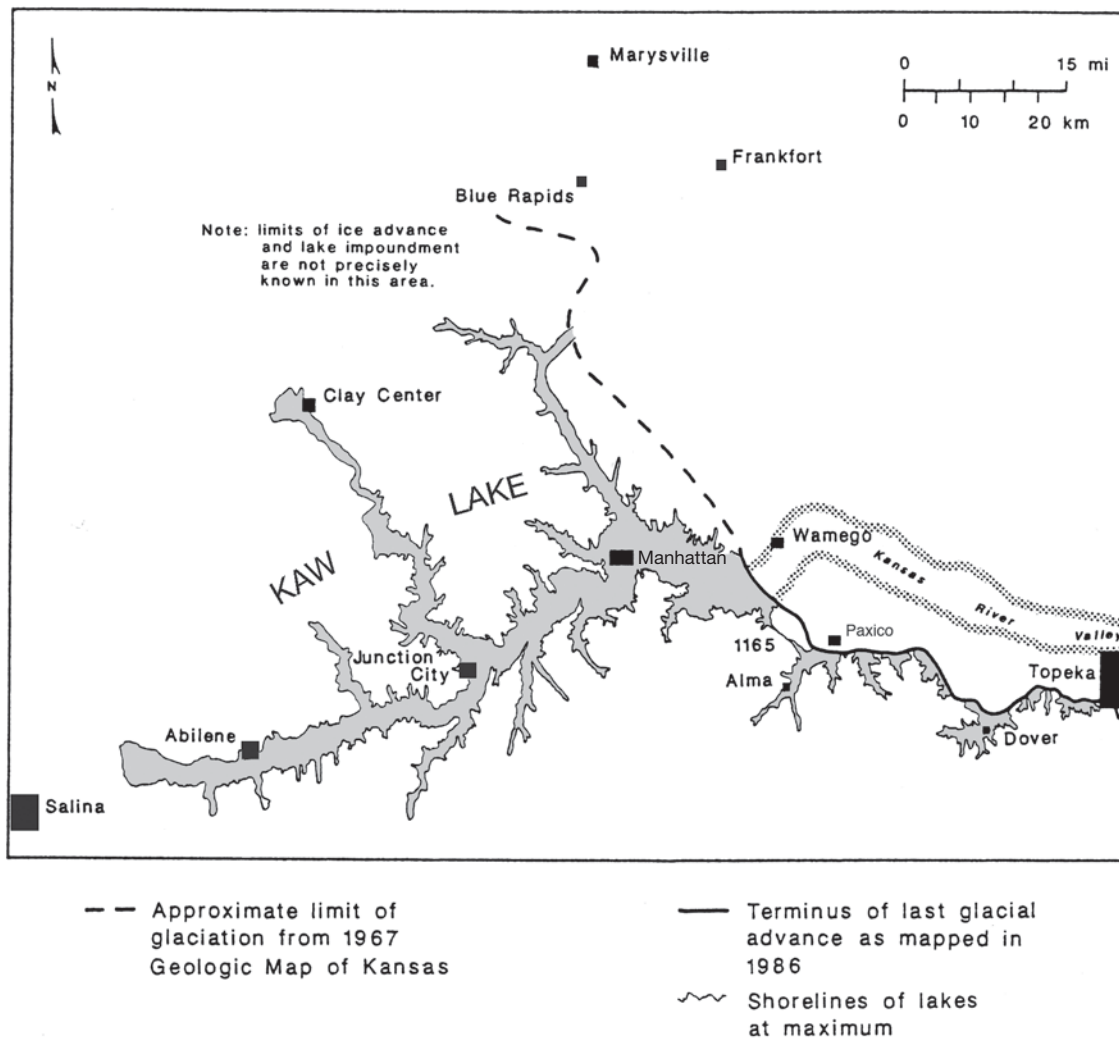 Marysville
0 15 mi
0 10 20 km
N
Frankfort
Blue Rapids
Note: limits of ice advance
and lake impoundment
are not precisely
known in this area.
Clay Center
LAKE
KAW
Manhattan
Wamego
Kansas
River
Valley
Paxico
1165
Junction
City
Alma
Topeka
Abilene
Dover
Salina
Approximate limit of
glaciation from 1967
Geologic Map of Kansas
Terminus of last glacial
advance as mapped in
1986
Shorelines of lakes
at maximum